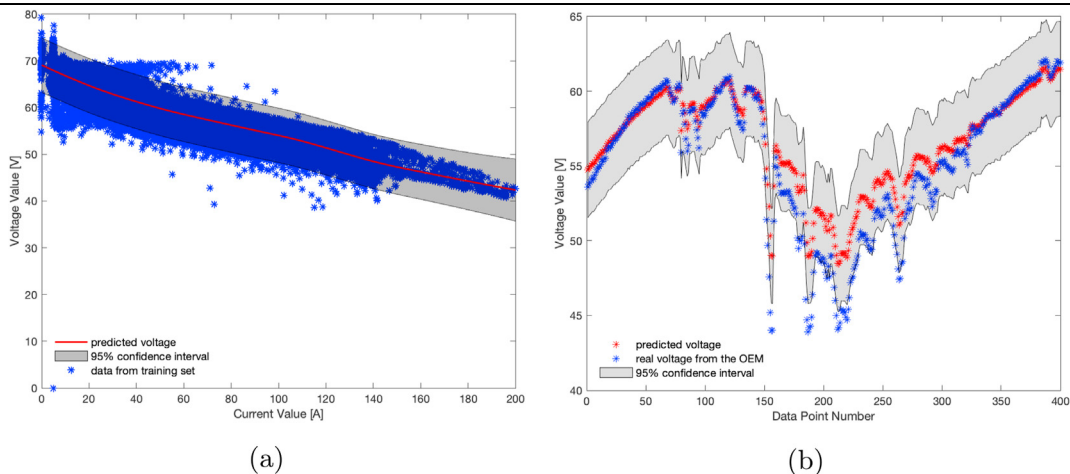 80
70
60
50
40
30
20
10
0
Voltage Value [V]
predicted voltage
95% confidence interval
data from training set
0 20 40 60 80 100 120 140 160 180 200
Current Value [A]
(a)
65
60
55
50
45
40
Voltage Value [V]
predicted voltage
real voltage from the OEM
95% confidence interval
0 50 100 150 200 250 300 350 400
Data Point Number
(b)